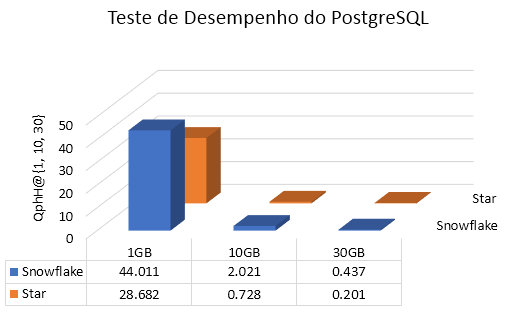 Teste de Desempenho do PostgreSQL
QphH@{1, 10, 30}
50
40
30
20
10
0
Star
Snowflake
1GB 10GB 30GB
Snowflake 44.011 2.021 0.437
Star 28.682 0.728 0.201